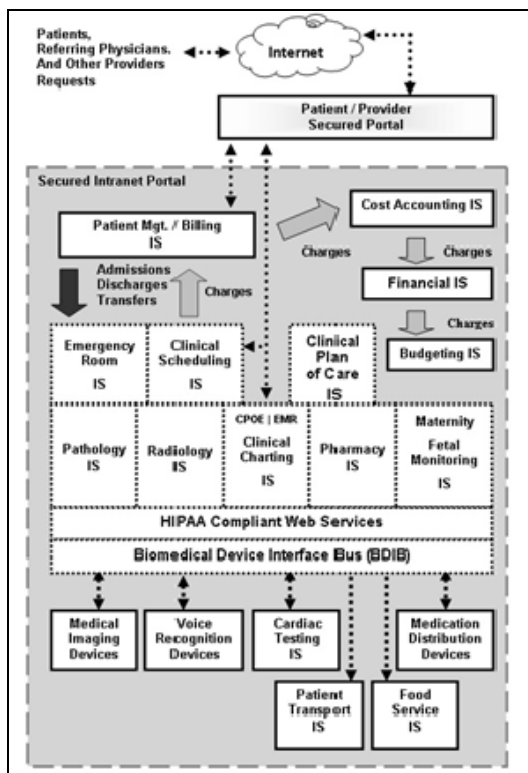 Patients,
Referring Physicians.
And Other Providers
Requests
Internet
Patient / Provider
Secured Portal
Secured Intranet Portal
Patient Mgt. / Billing
IS
Cost Accounting IS
Charges
Charges
Financial IS
Admissions
Discharges
Transfers
Charges
Charges
Budgeting IS
Emergency
Room
IS
Clinical
Scheduling
IS
Clinical
Plan
of Care
IS
Pathology
IS
Radiology
IS
CPOE | EMR
Clinical
Charting
IS
Pharmacy
IS
Maternity
Fetal
Monitoring
IS
HIPAA Compliant Web Services
Biomedical Device Interface Bus (BDIB)
Medical
Imaging
Devices
Voice
Recognition
Devices
Cardiac
Testing
IS
Medication
Distribution
Devices
Patient
Transport
IS
Food
Service
IS